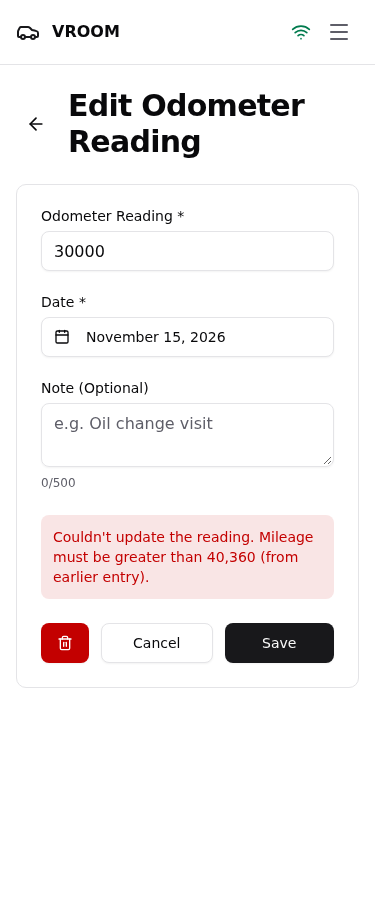 VROOM
Edit Odometer
Reading
Odometer Reading *
30000
Date *
November 15, 2026
Note (Optional)
e.g. Oil change visit
0/500
Couldn't update the reading. Mileage
must be greater than 40,360 (from
earlier entry).
Cancel
Save